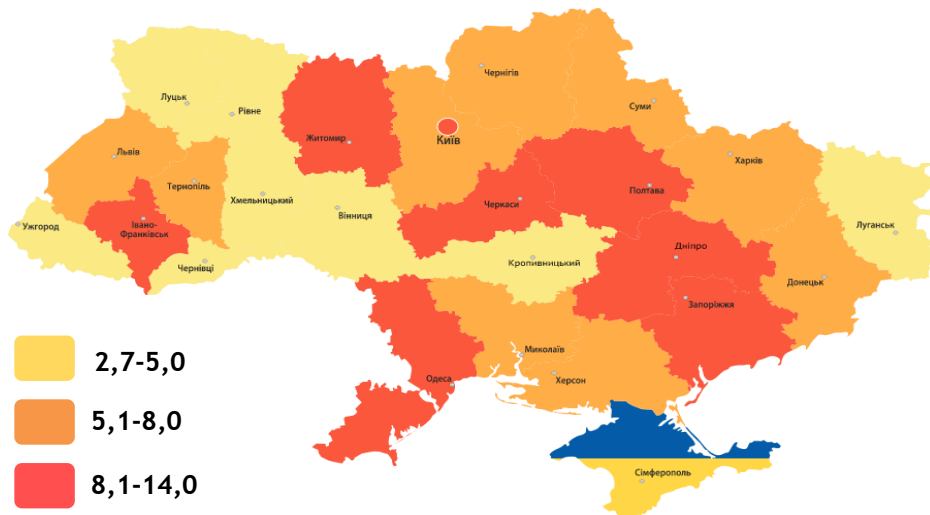 Чернігів
Луцьк
Рівне
Суми
Житомир
Київ
Львів
Харків
Тернопіль
Хмельницький
Полтава
Черкаси
Вінниця
Ужгород
Івано-
Франківськ
Луганськ
Дніпро
Чернівці
Кропивницький
Донецьк
Запоріжжя
Миколаїв
Одеса
Херсон
Сімферополь
2,7-5,0
5,1-8,0
8,1-14,0